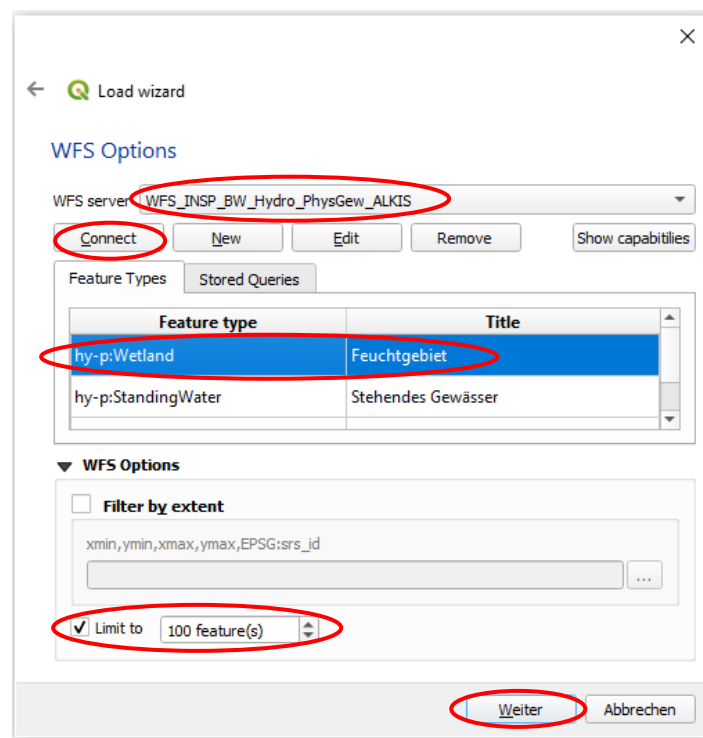 Load wizard
WFS Options
WFS server WFS_INSP_BW_Hydro_PhysGew_ALKIS
Connect New Edit Remove Show capabitilies
Feature Types Stored Queries
Feature type Title
hy-p:Wetland Feuchtgebiet
hy-p:StandingWater Stehendes Gewässer
WFS Options
Filter by extent
xmin,ymin,xmax,ymax,EPSG:srs_id
...
Limit to 100 feature(s)
Weiter Abbrechen